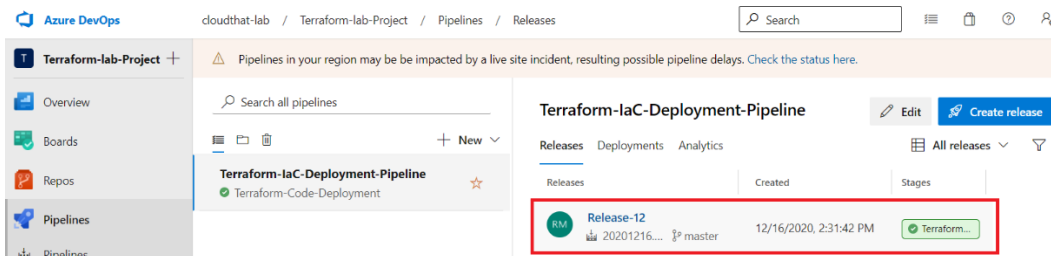 Azure DevOps
cloudthat-lab / Terraform-lab-Project / Pipelines / Releases
Search
T Terraform-lab-Project +
Pipelines in your region may be be impacted by a live site incident, resulting possible pipeline delays. Check the status here.
Overview
Boards
Repos
Pipelines
Pipelines
Search all pipelines
+ New
Terraform-IaC-Deployment-Pipeline
Terraform-Code-Deployment
Terraform-IaC-Deployment-Pipeline
Edit
Create release
Releases Deployments Analytics
All releases
Releases Created Stages
RM Release-12
20201216.... master
12/16/2020, 2:31:42 PM
Terraform...